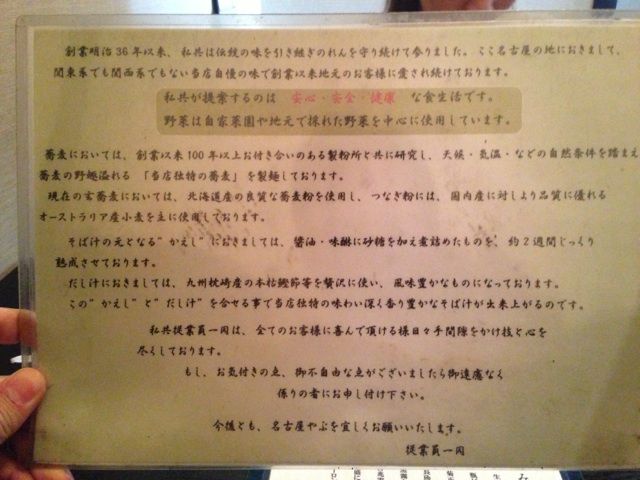 創業明治36年以来、私共は伝統の味を引き継ぎのれんを守り続けて参りました。ここ名古屋の地におきまして、
関東系でも関西系でもない当店自慢の味で創業以来地元のお客様に愛され続けております。
私共が提案するのは 安心・安全・健康 な食生活です。
野菜は自家菜園や地元で採れた野菜を中心に使用しています。
蕎麦においては、創業以来100年以上お付き合いのある製粉所と共に研究し、天候・気温・などの自然条件を踏まえ
蕎麦の野趣溢れる「当店独特の蕎麦」を製麺しております。
現在の玄蕎麦においては、北海道産の良質な蕎麦粉を使用し、つなぎ粉には、国内産に対しより品質に優れる
オーストラリア産小麦を主に使用しております。
そば汁の元となる"かえし"におきましては、醤油・味醂に砂糖を加え煮詰めたものを、約2週間じっくり
熟成させております。
だし汁におきましては、九州枕崎産の本枯鰹節等を贅沢に使い、風味豊かなものになっております。
この"かえし"と"だし汁"を合せる事で当店独特の味わい深く香り豊かなそば汁が出来上がるのです。
私共従業員一同は、全てのお客様に喜んで頂ける様日々手間隙をかけ技と心を
尽くしております。
もし、お気付きの点、御不自由な点がございましたら御遠慮なく
係りの者にお申し付け下さい。
今後とも、名古屋やぶを宜しくお願いいたします。
従業員一同